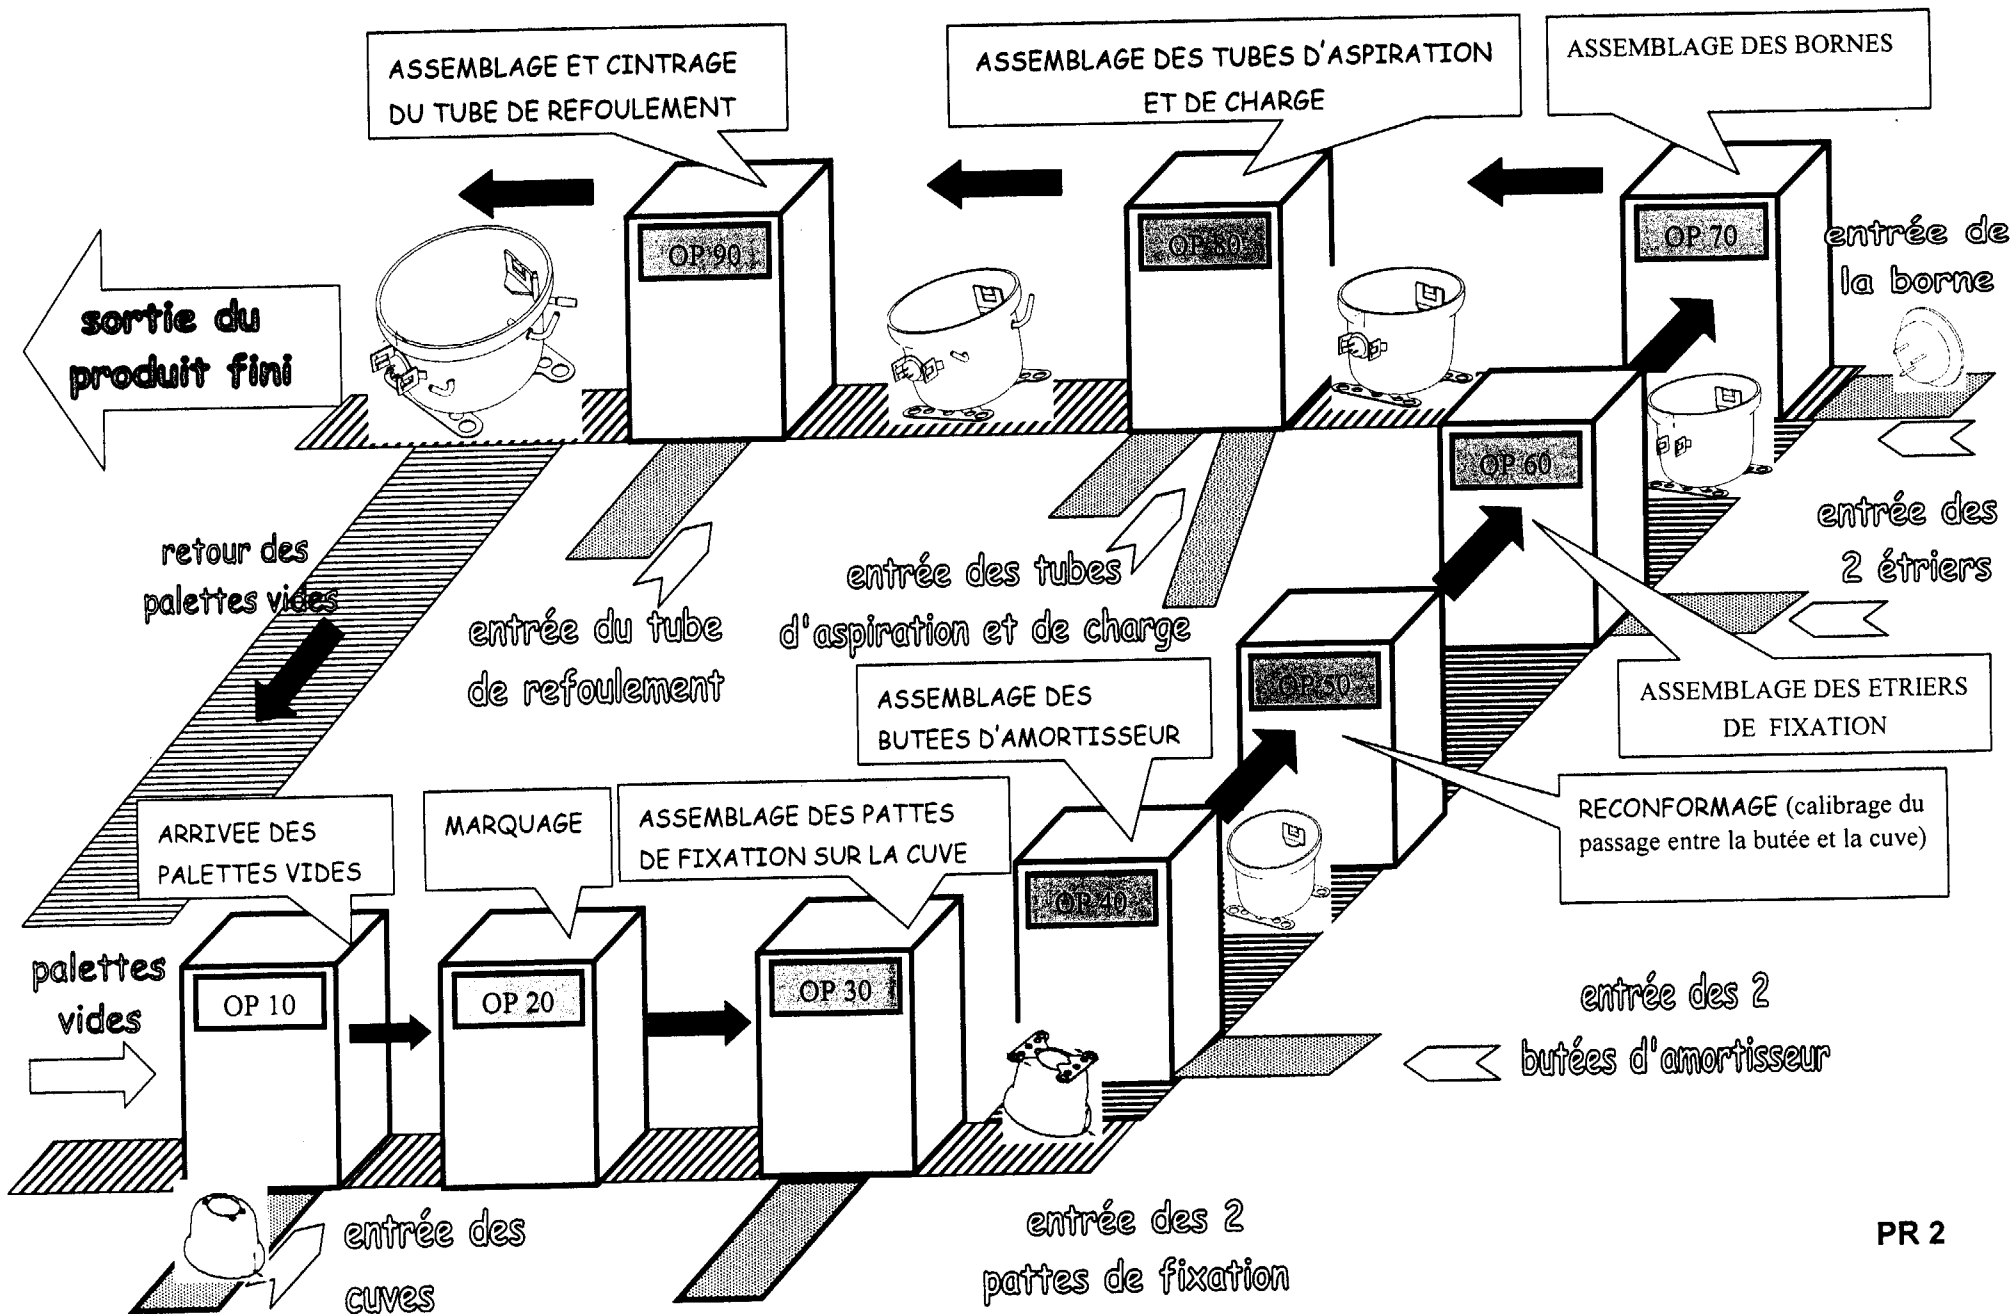 ASSEMBLAGE ET CINTRAGE
DU TUBE DE REFOULEMENT
ASSEMBLAGE DES TUBES D'ASPIRATION
ET DE CHARGE
ASSEMBLAGE DES BORNES
OP 90
OP 80
OP 70
entrée de
la borne
sortie du
produit fini
OP 60
retour des
palettes vides
entrée du tube
de refoulement
entrée des tubes
d'aspiration et de charge
entrée des
2 étriers
ASSEMBLAGE DES
BUTEES D'AMORTISSEUR
OP 50
ASSEMBLAGE DES ETRIERS
DE FIXATION
RECONFORMAGE (calibrage du
passage entre la butée et la cuve)
ARRIVEE DES
PALETTES VIDES
MARQUAGE
ASSEMBLAGE DES PATTES
DE FIXATION SUR LA CUVE
OP 40
palettes
vides
OP 10
OP 20
OP 30
entrée des 2
butées d'amortisseur
entrée des
cuves
entrée des 2
pattes de fixation
PR 2